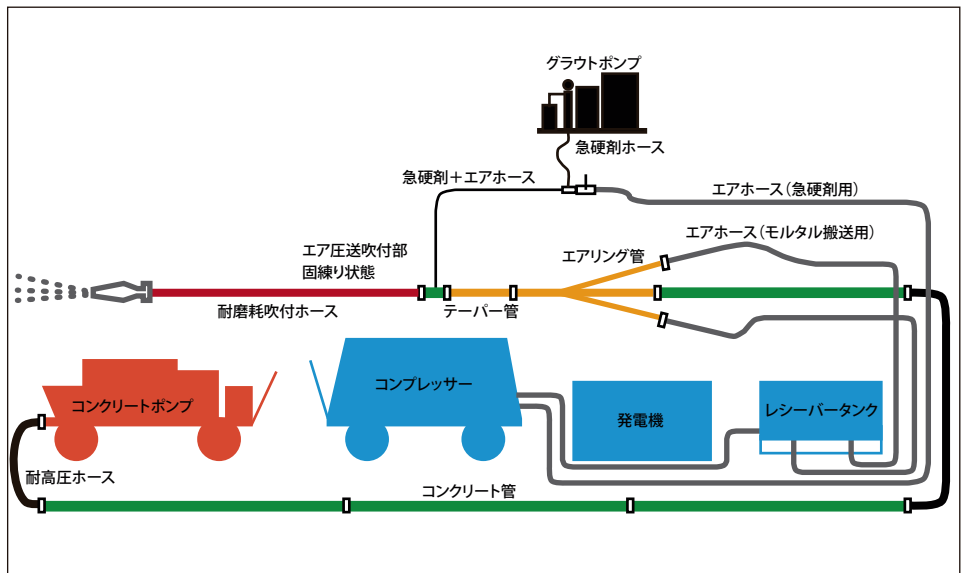 グラウトポンプ
急硬剤ホース
急硬剤＋エアホース
エアホース（急硬剤用）
エアホース（モルタル搬送用）
エア圧送吹付部
固練り状態
エアリング管
耐磨耗吹付ホース
テーパー管
コンクリートポンプ
コンプレッサー
発電機
レシーバータンク
耐高圧ホース
コンクリート管